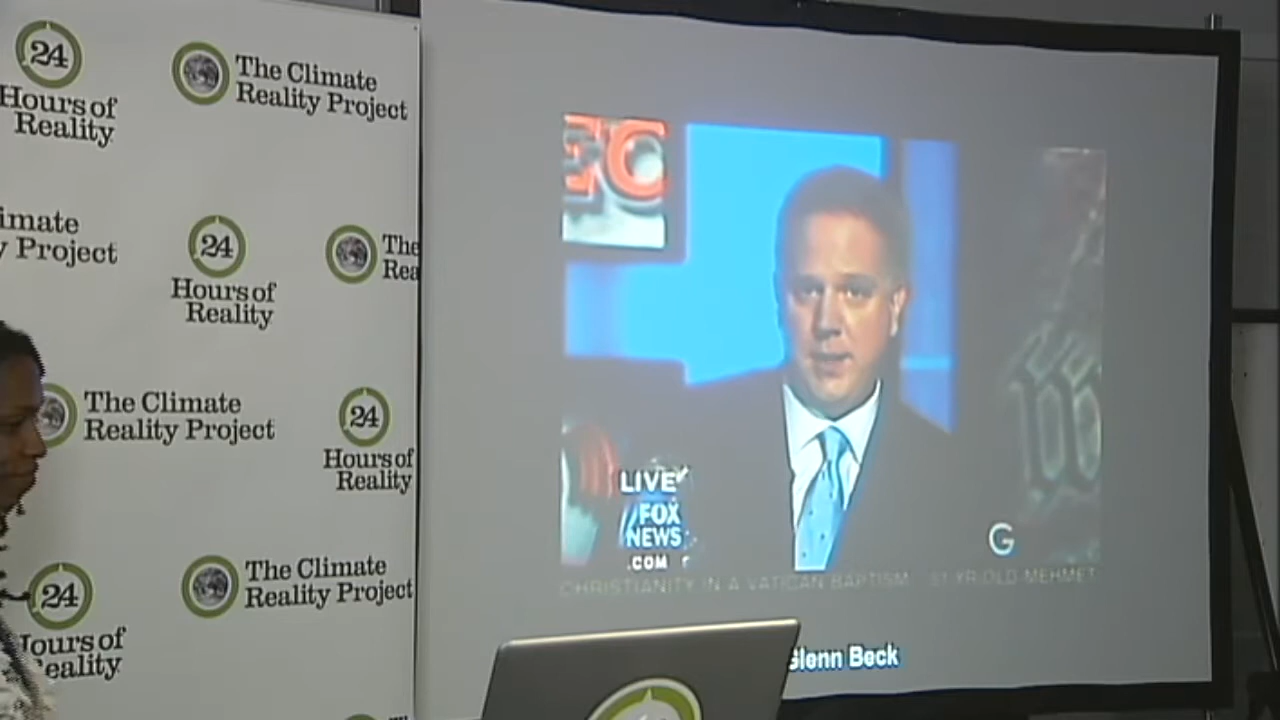 24
Hours of
Reality
The Climate
Reality Project
imate
y Project
24
Hours of
Reality
The
Rea
The Climate
Reality Project
24
Hours of
Reality
24
Hours of
eality
The Climate
Reality Project
LIVE
FOX
NEWS
.COM
G
CHRISTIANITY IN A VATICAN BAPTISM
YR OLD MEHMET
Glenn Beck